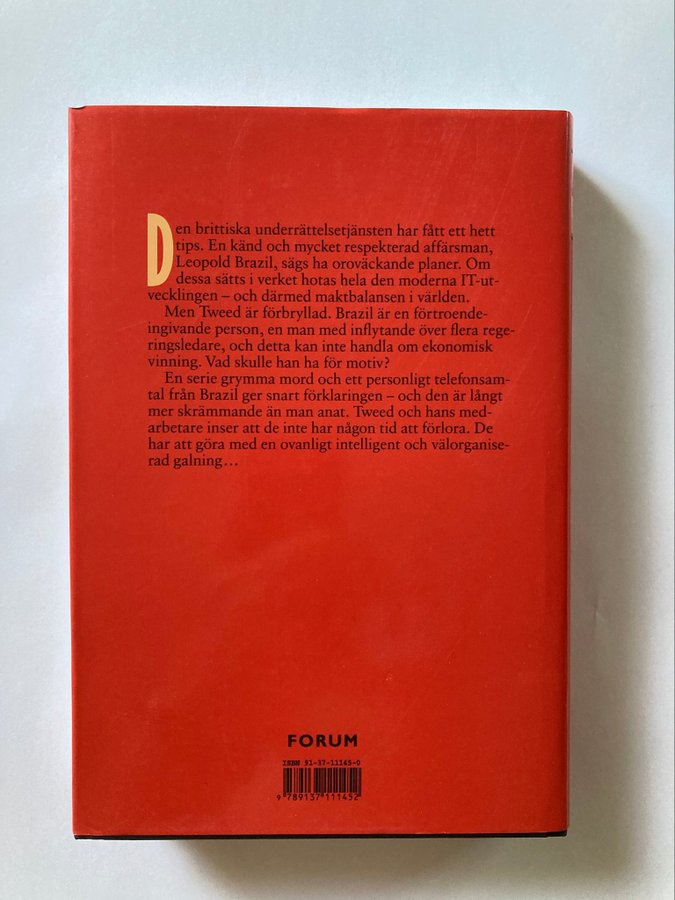 Den brittiska underrättelsetjänsten har fått ett hett
tips. En känd och mycket respekterad affärsman,
Leopold Brazil, sägs ha oroväckande planer. Om
dessa sätts i verket hotas hela den moderna IT-ut-
vecklingen – och därmed maktbalansen i världen.
Men Tweed är förbryllad. Brazil är en förtroende-
ingivande person, en man med inflytande över flera rege-
ringsledare, och detta kan inte handla om ekonomisk
vinning. Vad skulle han ha för motiv?
En serie grymma mord och ett personligt telefonsam-
tal från Brazil ger snart förklaringen – och den är långt
mer skrämmande än man anat. Tweed och hans med-
arbetare inser att de inte har någon tid att förlora. De
har att göra med en ovanligt intelligent och välorganise-
rad galning…
FORUM
ISBN 91-37-11145-0
9 789137 111452